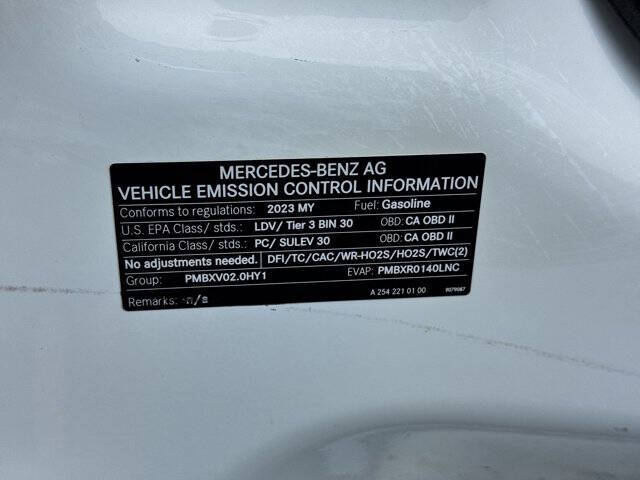 MERCEDES-BENZ AG
VEHICLE EMISSION CONTROL INFORMATION
Conforms to regulations: 2023 MY Fuel: Gasoline
U.S. EPA Class/ stds.: LDV/ Tier 3 BIN 30 OBD: CA OBD II
California Class/ stds.: PC/ SULEV 30 OBD: CA OBD II
No adjustments needed. DFI/TC/CAC/WR-HO2S/HO2S/TWC(2)
Group: PMBXV02.0HY1 EVAP: PMBXR0140LNC
Remarks: n/a
A 254 221 01 00